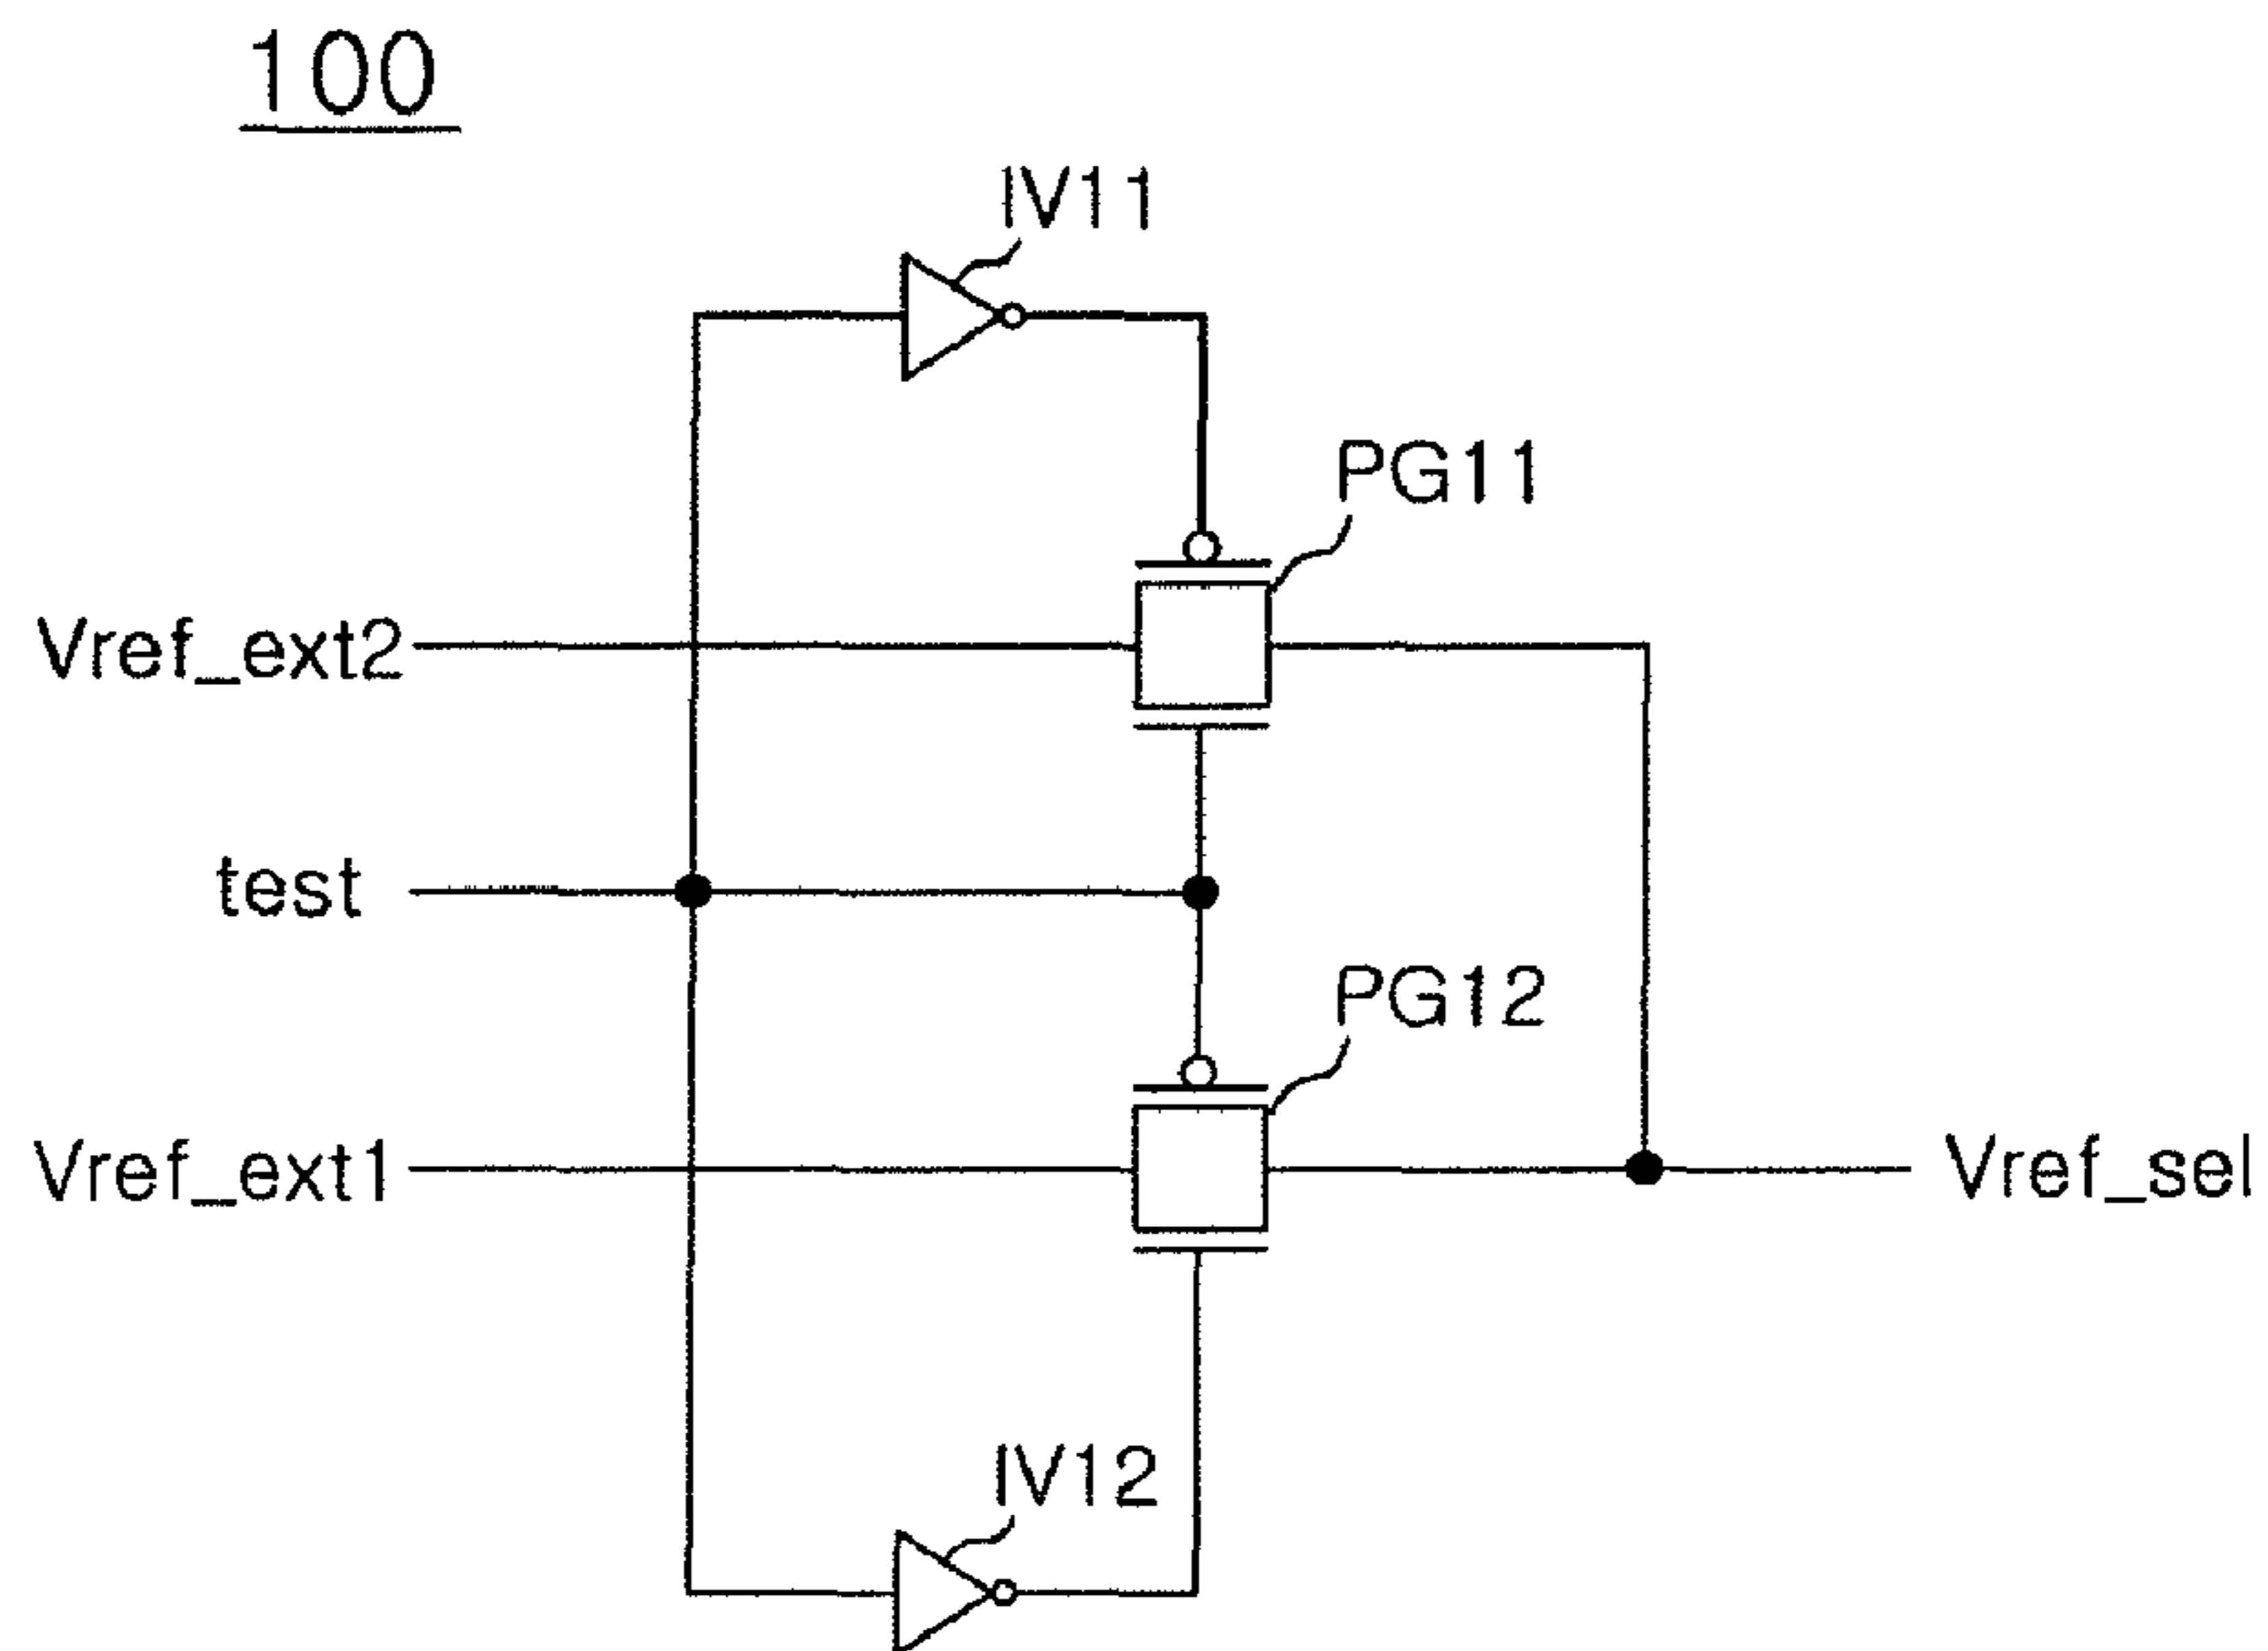 100
IV11
PG11
Vref_ext2
test
PG12
Vref_ext1
Vref_sel
IV12